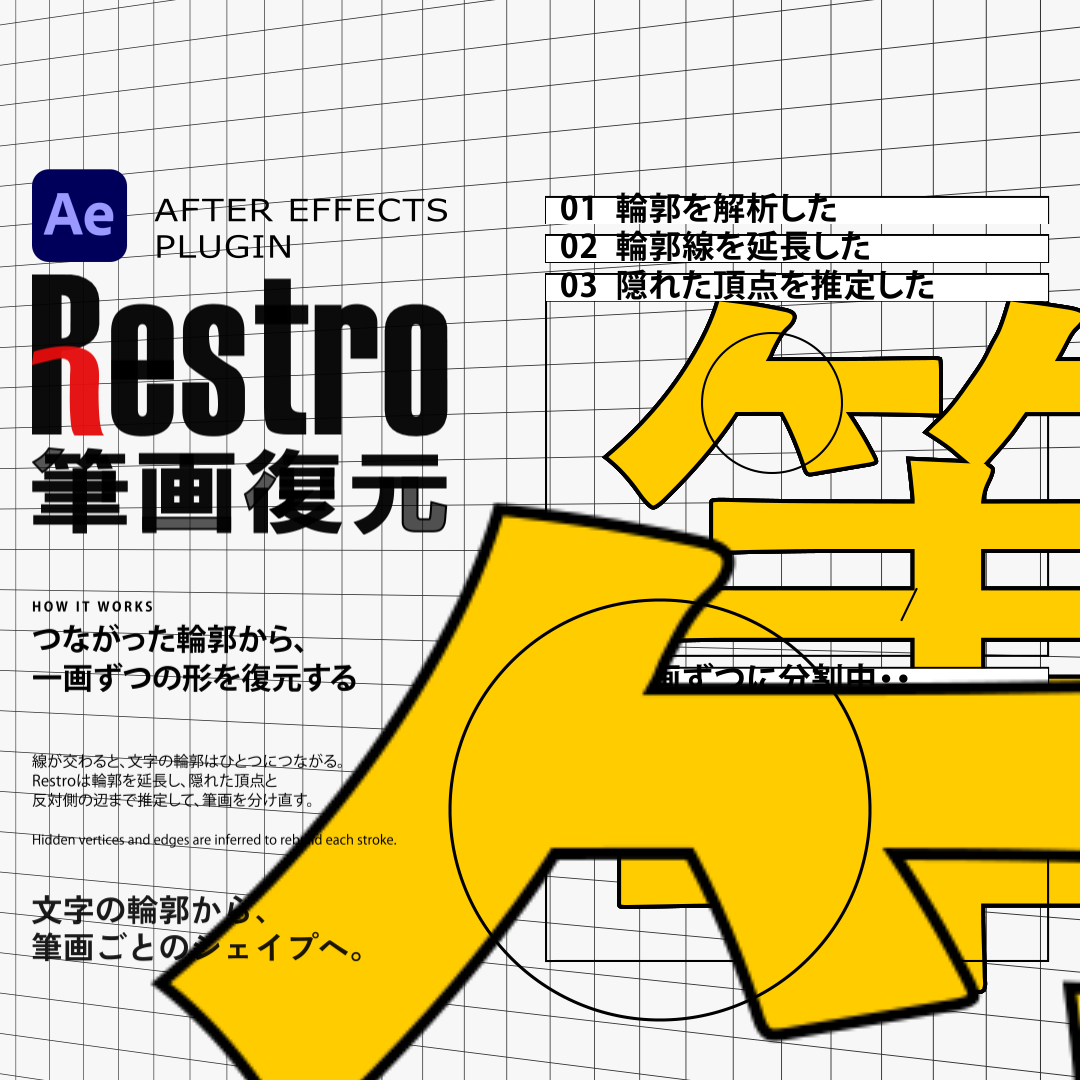 Ae
AFTER EFFECTS
PLUGIN
Restro
筆画復元
HOW IT WORKS
つながった輪郭から、
一画ずつの形を復元する
線が交わると、文字の輪郭はひとつにつながる。
Restroは輪郭を延長し、隠れた頂点と
反対側の辺まで推定して、筆画を分け直す。
Hidden vertices and edges are inferred to rebuild each stroke.
文字の輪郭から、
筆画ごとのシェイプへ。
01 輪郭を解析した
02 輪郭線を延長した
03 隠れた頂点を推定した
画ずつに分割中・・